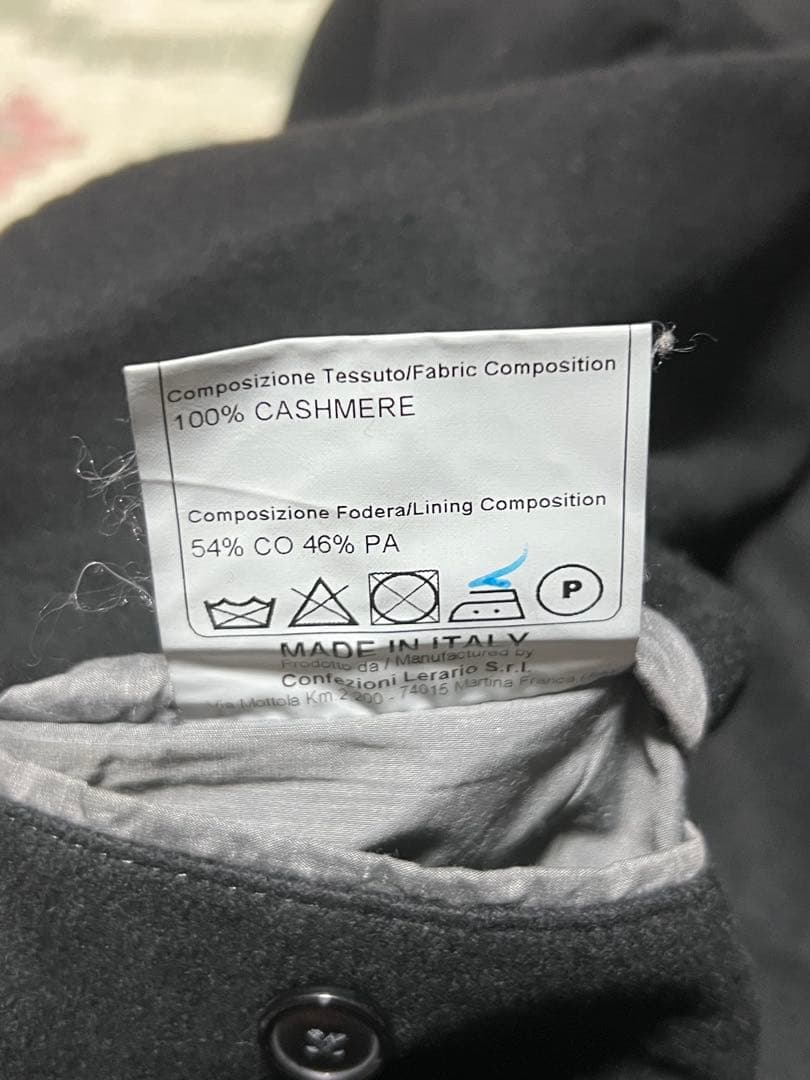 Composizione Tessuto/Fabric Composition
100% CASHMERE
Composizione Fodera/Lining Composition
54% CO 46% PA
P
MADE IN ITALY
Prodotto da / Manufactured by
Confezioni Lerario S.r.l.
Via Mottola Km.2.200 - 74015 Martina Franca